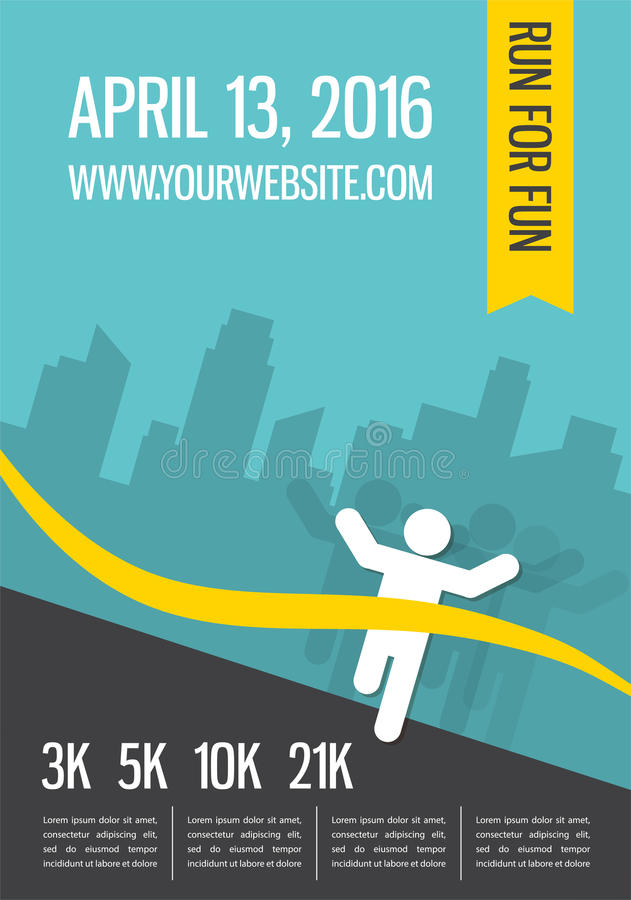 APRIL 13, 2016
WWW.YOURWEBSITE.COM
RUN FOR FUN
dreamstime
3K 5K 10K 21K
Lorem ipsum dolor sit amet,
consectetur adipiscing elit,
sed do eiusmod tempor
incididunt ut labore et dolore
Lorem ipsum dolor sit amet,
consectetur adipiscing elit,
sed do eiusmod tempor
incididunt ut labore et dolore
Lorem ipsum dolor sit amet,
consectetur adipiscing elit,
sed do eiusmod tempor
incididunt ut labore et dolore
Lorem ipsum dolor sit amet,
consectetur adipiscing elit,
sed do eiusmod tempor
incididunt ut labore et dolore